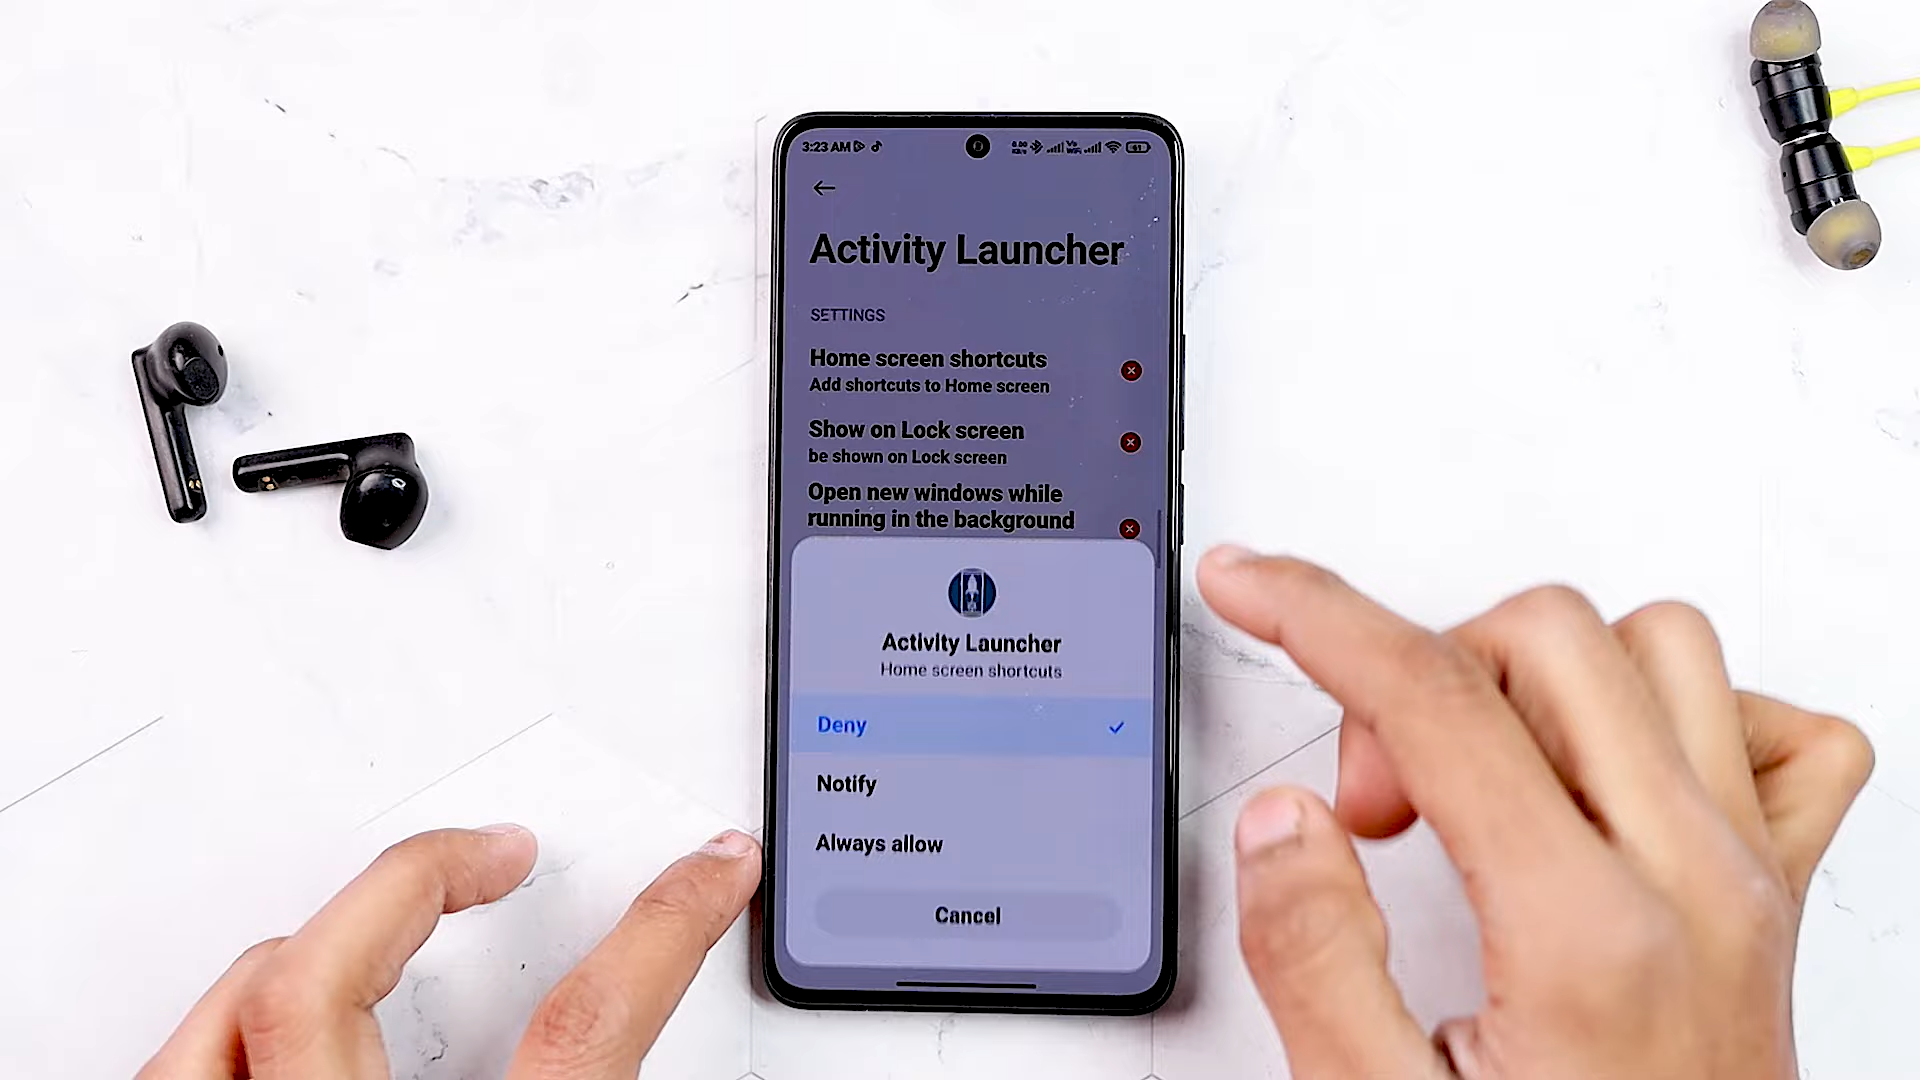 3:23 AM
Activity Launcher
SETTINGS
Home screen shortcuts
Add shortcuts to Home screen
Show on Lock screen
be shown on Lock screen
Open new windows while
running in the background
Activity Launcher
Home screen shortcuts
Deny
Notify
Always allow
Cancel